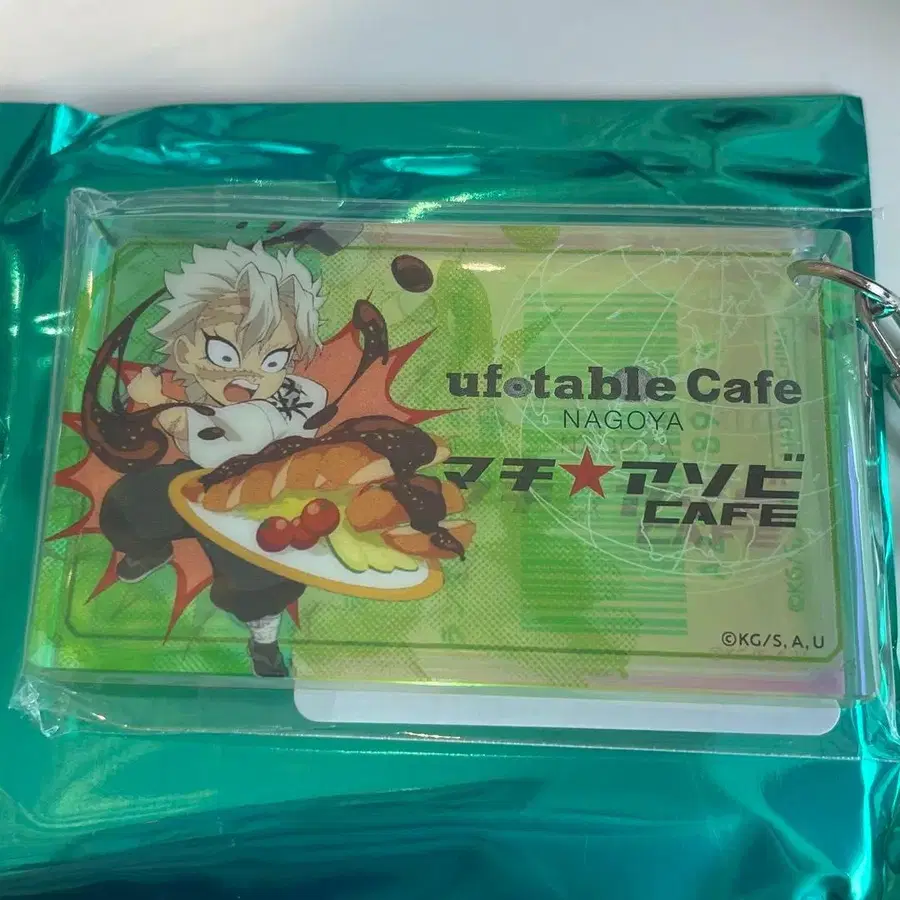 ufotable Cafe
NAGOYA
マチ★アソビ
CAFE
©KG/S,A,U